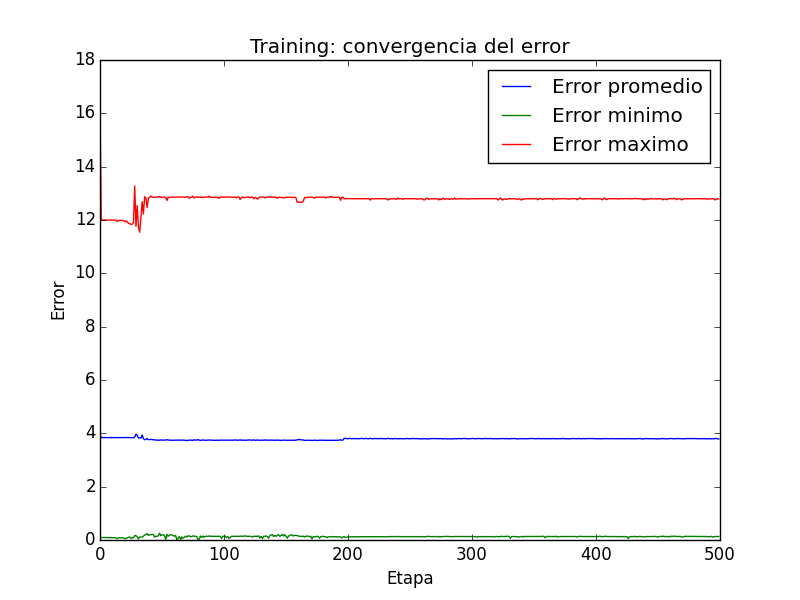 Training: convergencia del error
18
16
14
12
10
8
6
4
2
0
Error
Error promedio
Error minimo
Error maximo
0 100 200 300 400 500
Etapa